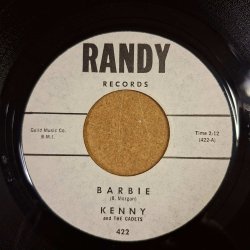 RANDY
RECORDS
Guild Music Co.
B.M.I.
Time 2:12
(422-A)
BARBIE
(B. Morgan)
KENNY
and THE CADETS
422